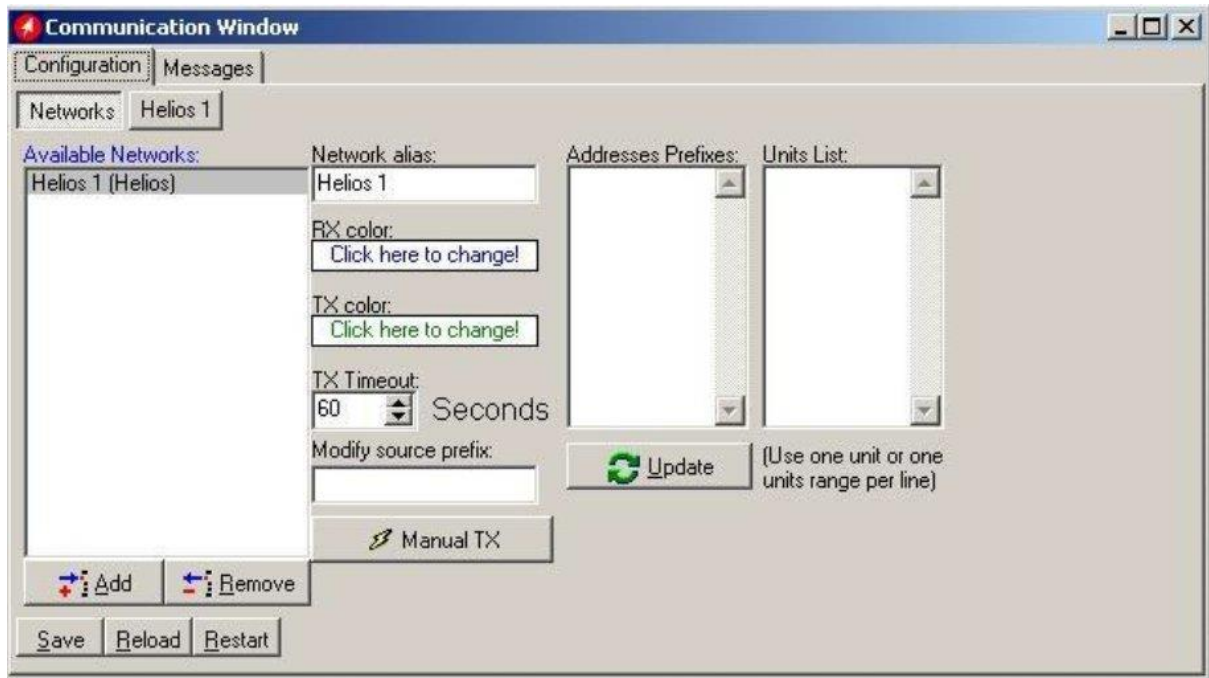 Communication Window
Configuration
Messages
Networks
Helios 1
Available Networks:
Helios 1 (Helios)
Network alias:
Helios 1
RX color:
Click here to change!
TX color:
Click here to change!
TX Timeout:
60
Seconds
Modify source prefix:
Manual TX
Addresses Prefixes:
Units List:
Update
(Use one unit or one
units range per line)
Add
Remove
Save
Reload
Restart